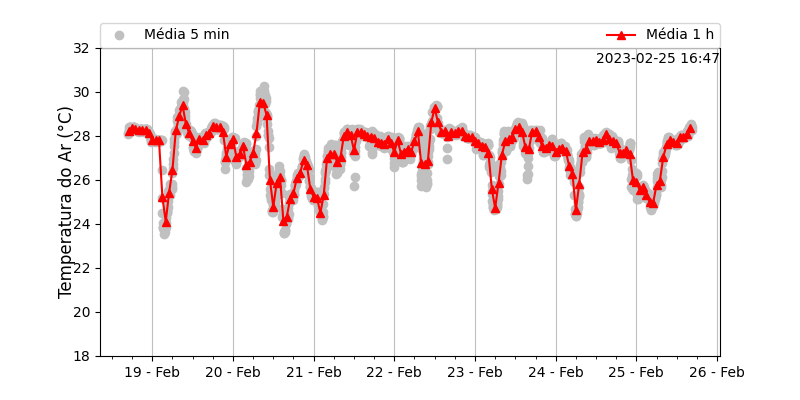 Média 5 min
Média 1 h
2023-02-25 16:47
Temperatura do Ar (°C)
32
30
28
26
24
22
20
18
19 - Feb
20 - Feb
21 - Feb
22 - Feb
23 - Feb
24 - Feb
25 - Feb
26 - Feb